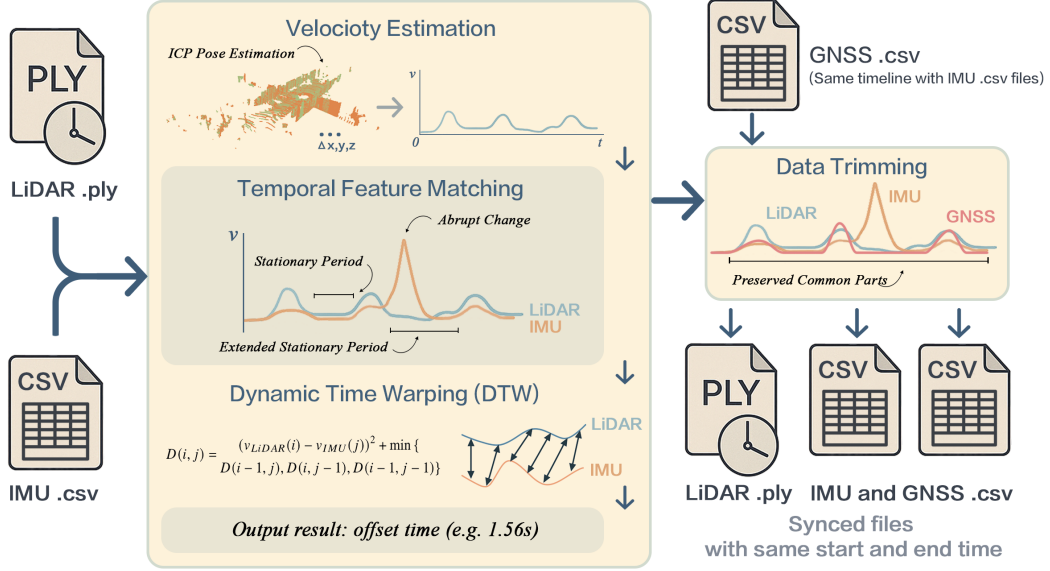 PLY
LiDAR .ply
CSV
IMU .csv
Velocioty Estimation
ICP Pose Estimation
Δx,y,z
v
0
t
Temporal Feature Matching
v
Abrupt Change
Stationary Period
LiDAR
IMU
Extended Stationary Period
Dynamic Time Warping (DTW)
D(i, j) = (v_LiDAR(i) − v_IMU(j))² + min {
D(i − 1, j), D(i, j − 1), D(i − 1, j − 1)}
LiDAR
IMU
Output result: offset time (e.g. 1.56s)
CSV
GNSS .csv
(Same timeline with IMU .csv files)
Data Trimming
LiDAR
IMU
GNSS
Preserved Common Parts
PLY
CSV
CSV
LiDAR .ply
IMU and GNSS .csv
Synced files
with same start and end time